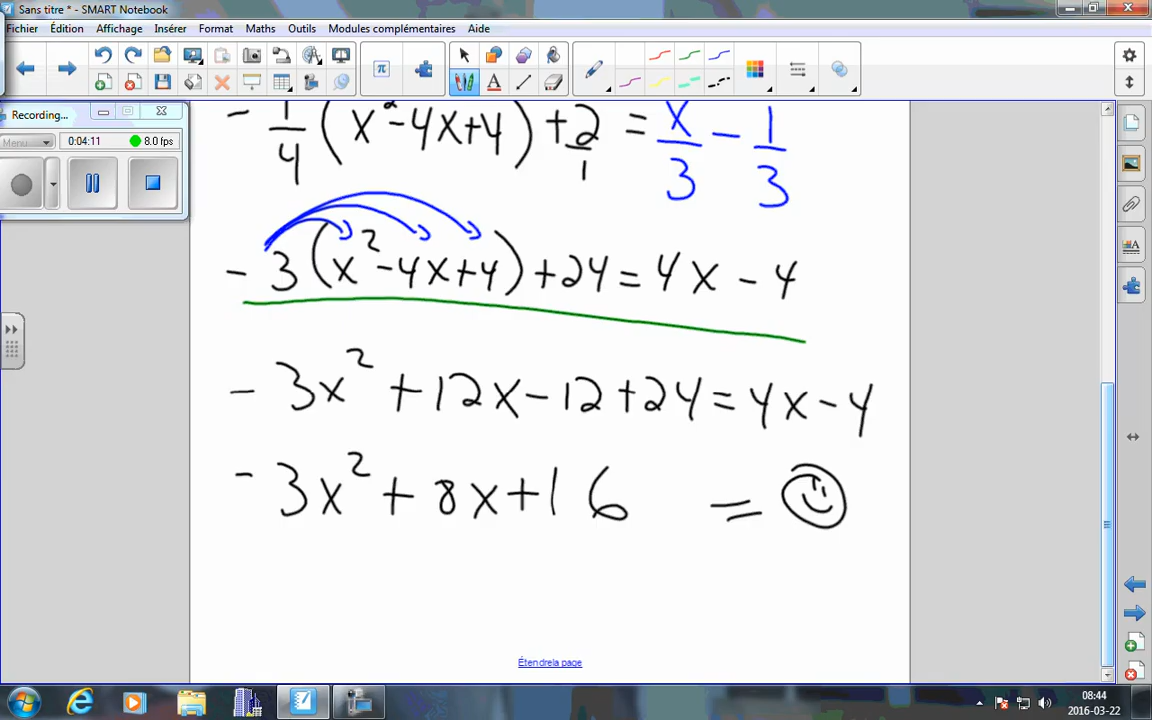 Sans titre * - SMART Notebook
Fichier Édition Affichage Insérer Format Maths Outils Modules complémentaires Aide
Recording...
Menu
0:04:11 8.0 fps
- 1/4 (x² - 4x + 4) + 2/1 = x/3 - 1/3
- 3(x² - 4x + 4) + 24 = 4x - 4
- 3x² + 12x - 12 + 24 = 4x - 4
- 3x² + 8x + 16 =
Étendre la page
08:44
2016-03-22